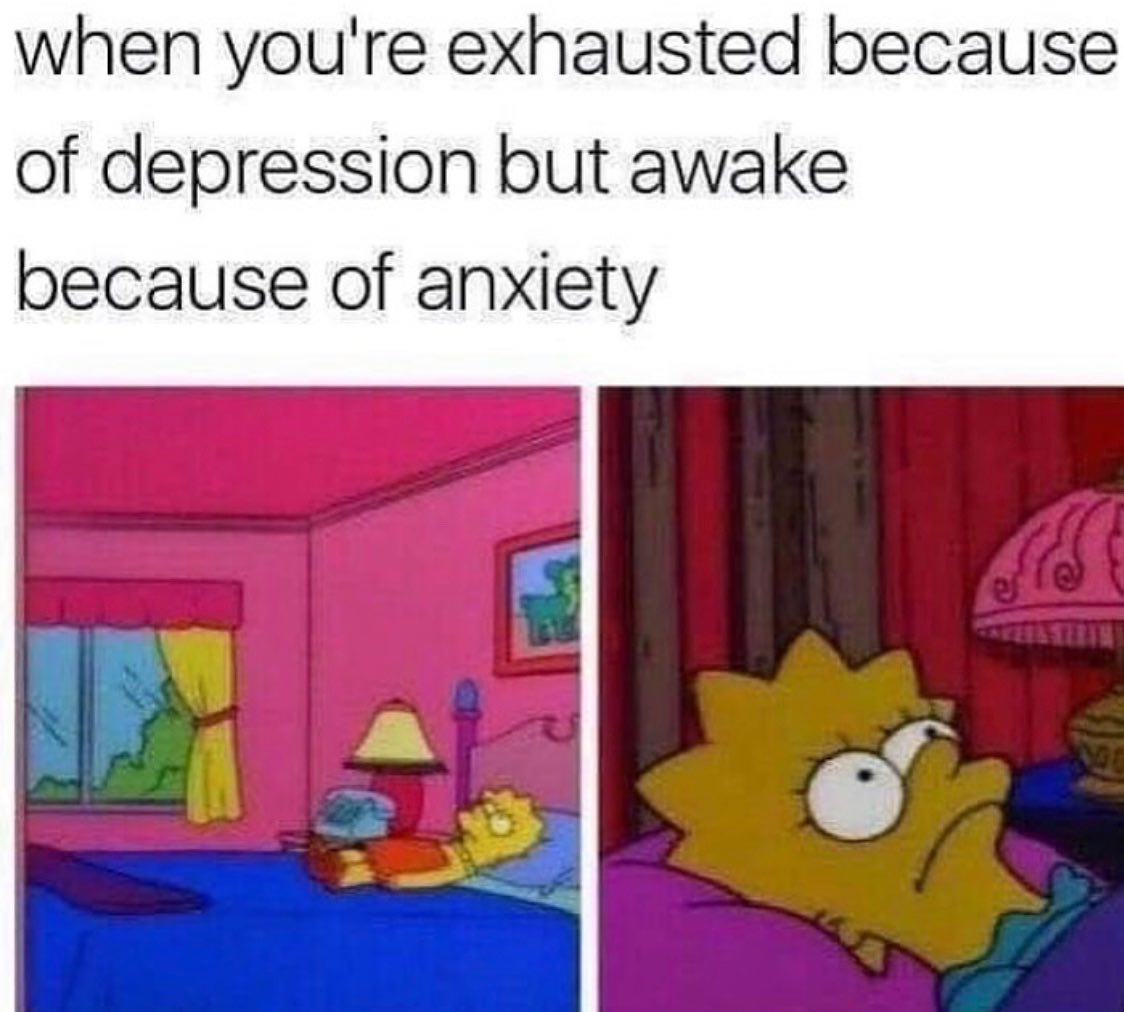 when you're exhausted because
of depression but awake
because of anxiety